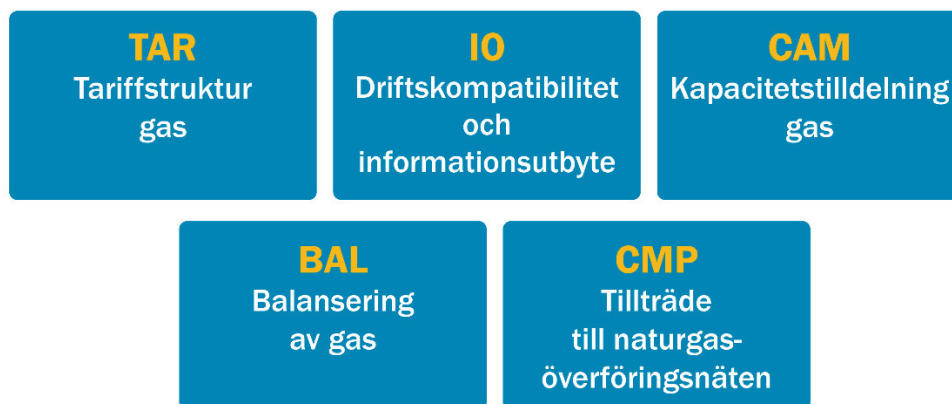 TAR
Tariffstruktur
gas
IO
Driftskompatibilitet
och
informationsutbyte
CAM
Kapacitetstilldelning
gas
BAL
Balansering
av gas
CMP
Tillträde
till naturgas-
överföringsnäten